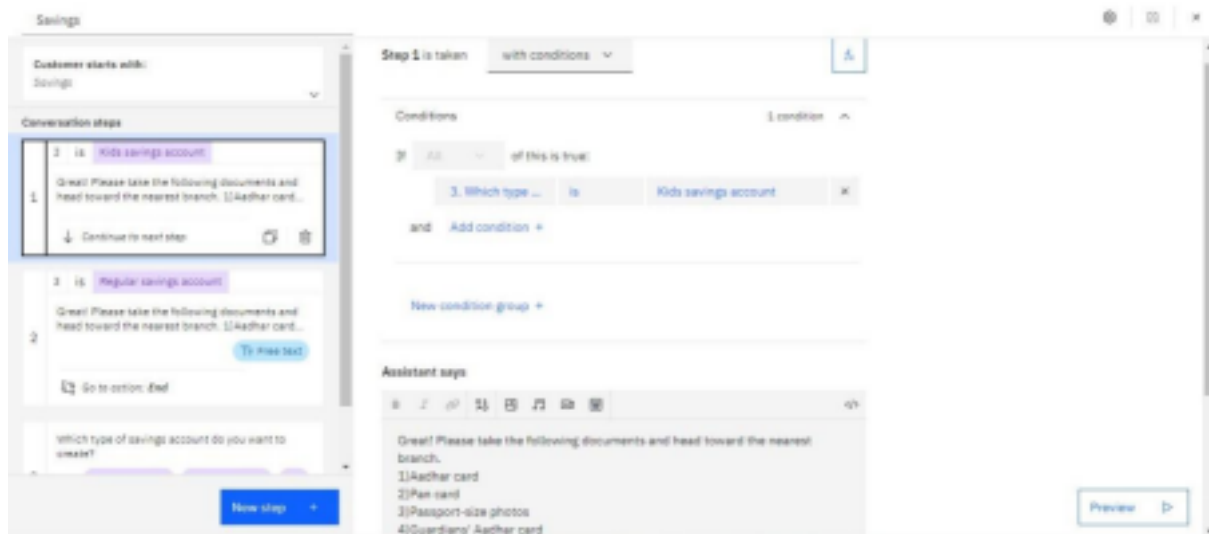 Savings
Customer starts with:
Savings
Conversation steps
3 is Kids savings account
1
Great! Please take the following documents and
head toward the nearest branch. 1)Aadhar card...
Continue to next step
3 is Regular savings account
2
Great! Please take the following documents and
head toward the nearest branch. 1)Aadhar card...
Free text
Go to action: End
Which type of savings account do you want to
create?
New step +
Step 1 is taken with conditions
Conditions 1 condition
If All of this is true:
3. Which type ... is Kids savings account ×
and Add condition +
New condition group +
Assistant says
B I
Great! Please take the following documents and head toward the nearest
branch.
1)Aadhar card
2)Pan card
3)Passport-size photos
4)Guardians' Aadhar card
Preview